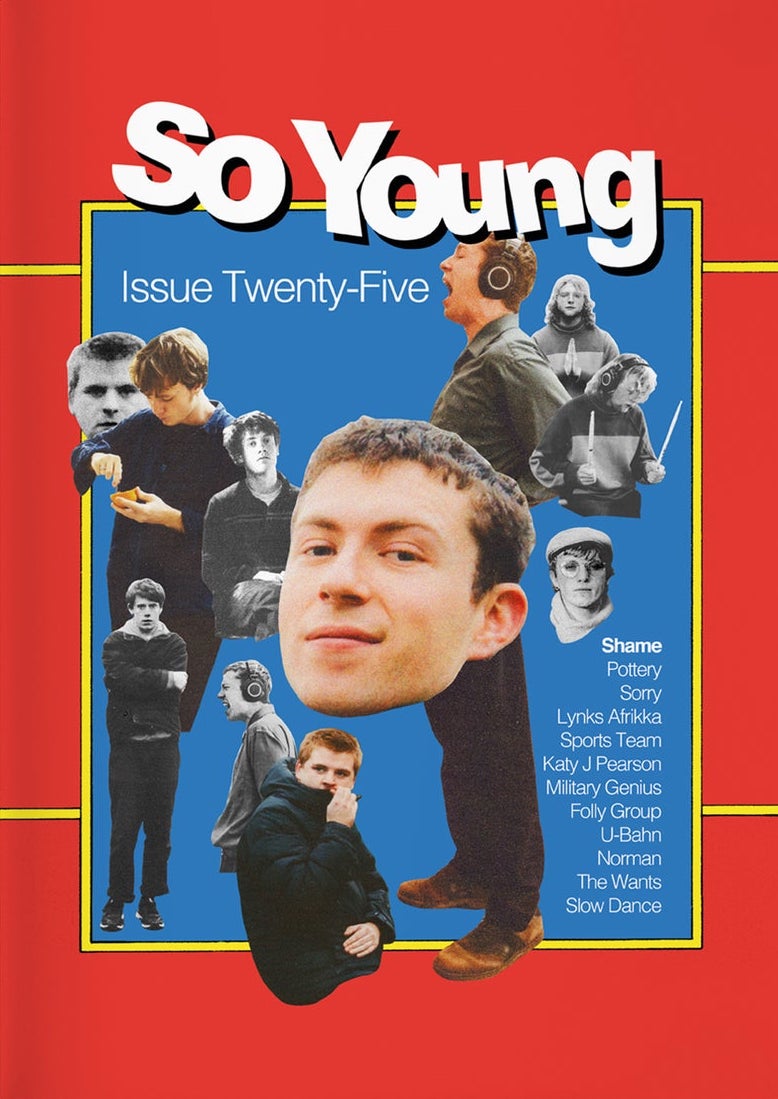 So Young
Issue Twenty-Five
Shame
Pottery
Sorry
Lynks Afrikka
Sports Team
Katy J Pearson
Military Genius
Folly Group
U-Bahn
Norman
The Wants
Slow Dance